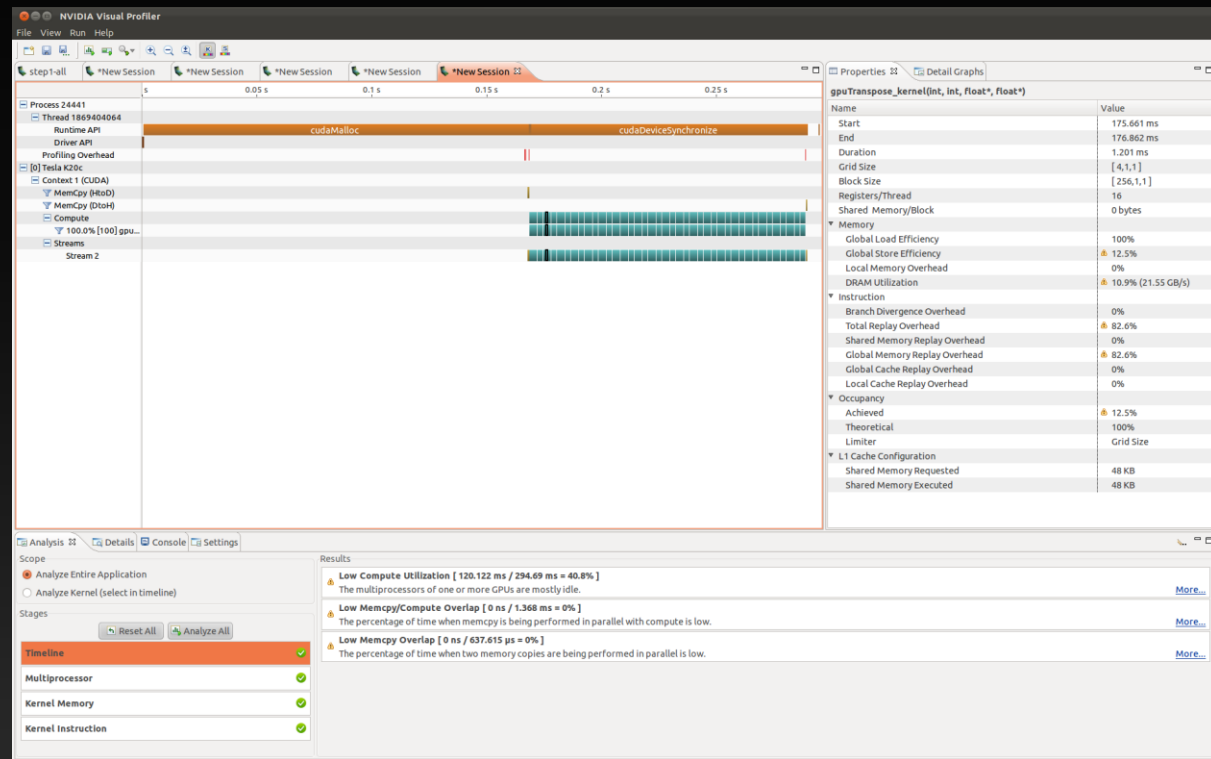 NVIDIA Visual Profiler
File View Run Help
step1-all *New Session *New Session *New Session *New Session *New Session
s 0.05 s 0.1 s 0.15 s 0.2 s 0.25 s
Process 24441
Thread 1869404064
Runtime API cudaMalloc cudaDeviceSynchronize
Driver API
Profiling Overhead
[0] Tesla K20c
Context 1 (CUDA)
MemCpy (HtoD)
MemCpy (DtoH)
Compute
100.0% [100] gpu...
Streams
Stream 2
Properties Detail Graphs
gpuTranspose_kernel(int, int, float*, float*)
Name Value
Start 175.661 ms
End 176.862 ms
Duration 1.201 ms
Grid Size [ 4,1,1 ]
Block Size [ 256,1,1 ]
Registers/Thread 16
Shared Memory/Block 0 bytes
Memory
Global Load Efficiency 100%
Global Store Efficiency 12.5%
Local Memory Overhead 0%
DRAM Utilization 10.9% (21.55 GB/s)
Instruction
Branch Divergence Overhead 0%
Total Replay Overhead 82.6%
Shared Memory Replay Overhead 0%
Global Memory Replay Overhead 82.6%
Global Cache Replay Overhead 0%
Local Cache Replay Overhead 0%
Occupancy
Achieved 12.5%
Theoretical 100%
Limiter Grid Size
L1 Cache Configuration
Shared Memory Requested 48 KB
Shared Memory Executed 48 KB
Analysis Details Console Settings
Scope
Analyze Entire Application
Analyze Kernel (select in timeline)
Stages
Reset All Analyze All
Timeline
Multiprocessor
Kernel Memory
Kernel Instruction
Results
Low Compute Utilization [ 120.122 ms / 294.69 ms = 40.8% ]
The multiprocessors of one or more GPUs are mostly idle. More...
Low Memcpy/Compute Overlap [ 0 ns / 1.368 ms = 0% ]
The percentage of time when memcpy is being performed in parallel with compute is low. More...
Low Memcpy Overlap [ 0 ns / 637.615 µs = 0% ]
The percentage of time when two memory copies are being performed in parallel is low. More...